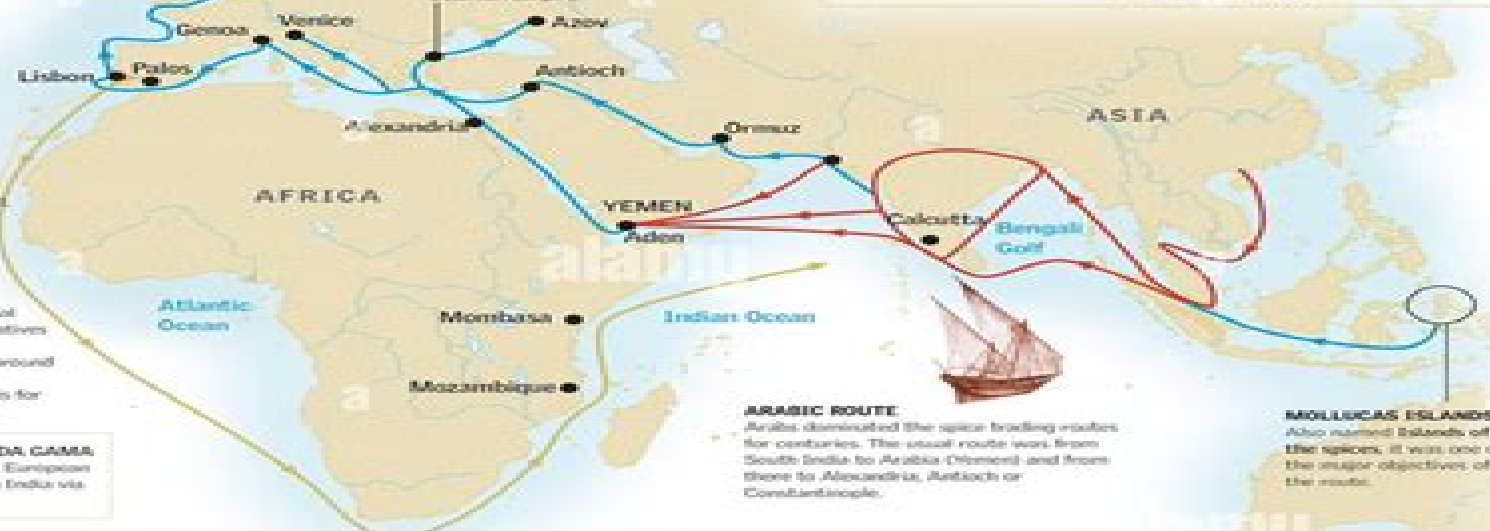 Venice
Azov
Genoa
Lisbon
Palos
Antioch
Alexandria
Ormuz
ASIA
AFRICA
YEMEN
Aden
Calcutta
Bengali
Golf
alamy
a
a
a
Atlantic
Ocean
Mombasa
Indian Ocean
Mozambique
around
s for
DA GAMA
European
India via
ARABIC ROUTE
Arabs dominated the spice trading routes
for centuries. The usual route was from
South India to Arabia (Yemen) and from
there to Alexandria, Antioch or
Constantinople.
MOLLUCAS ISLANDS
Also named Islands of
the spices, it was one
the major objectives of
the route.